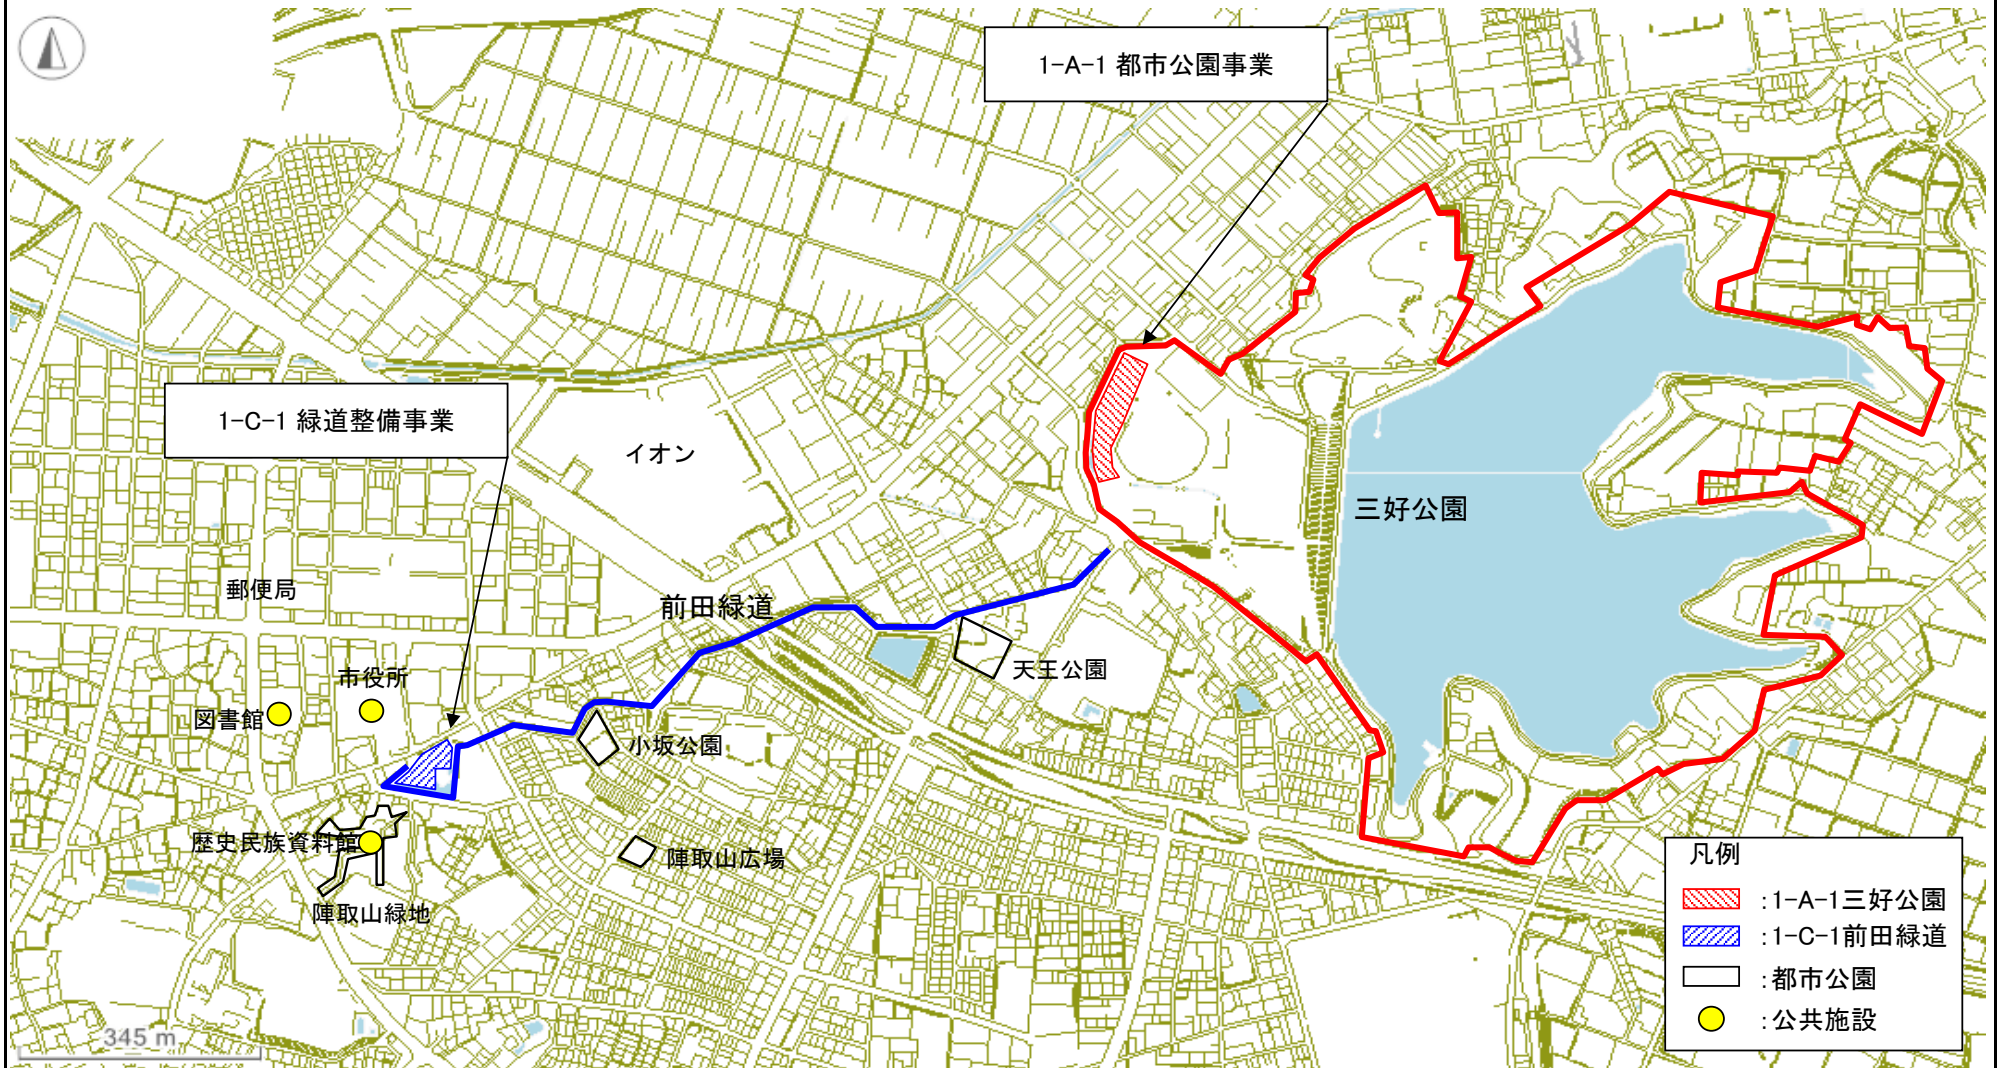 1-A-1 都市公園事業
1-C-1 緑道整備事業
イオン
三好公園
郵便局
前田緑道
市役所
天王公園
図書館
小坂公園
歴史民族資料館
陣取山広場
陣取山緑地
凡例
:1-A-1三好公園
:1-C-1前田緑道
:都市公園
:公共施設
345 m